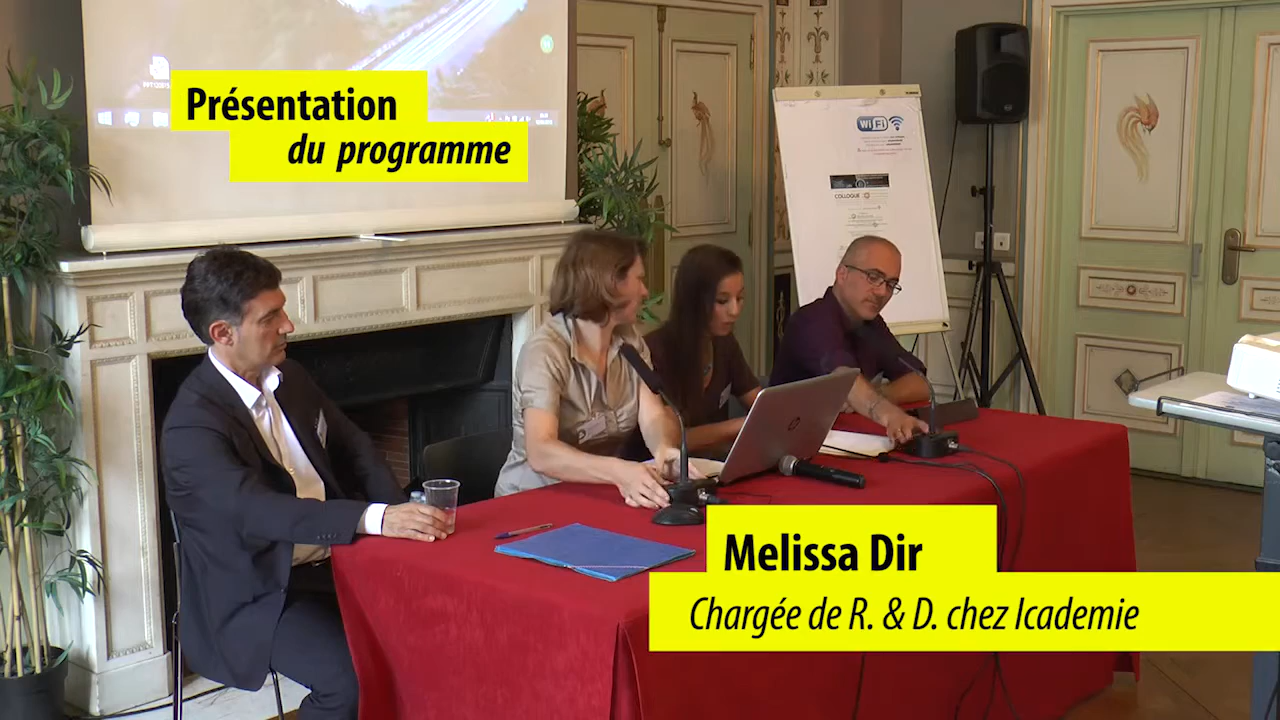 Présentation
du programme
WiFi
COLLOQUE
Melissa Dir
Chargée de R. & D. chez Icademie